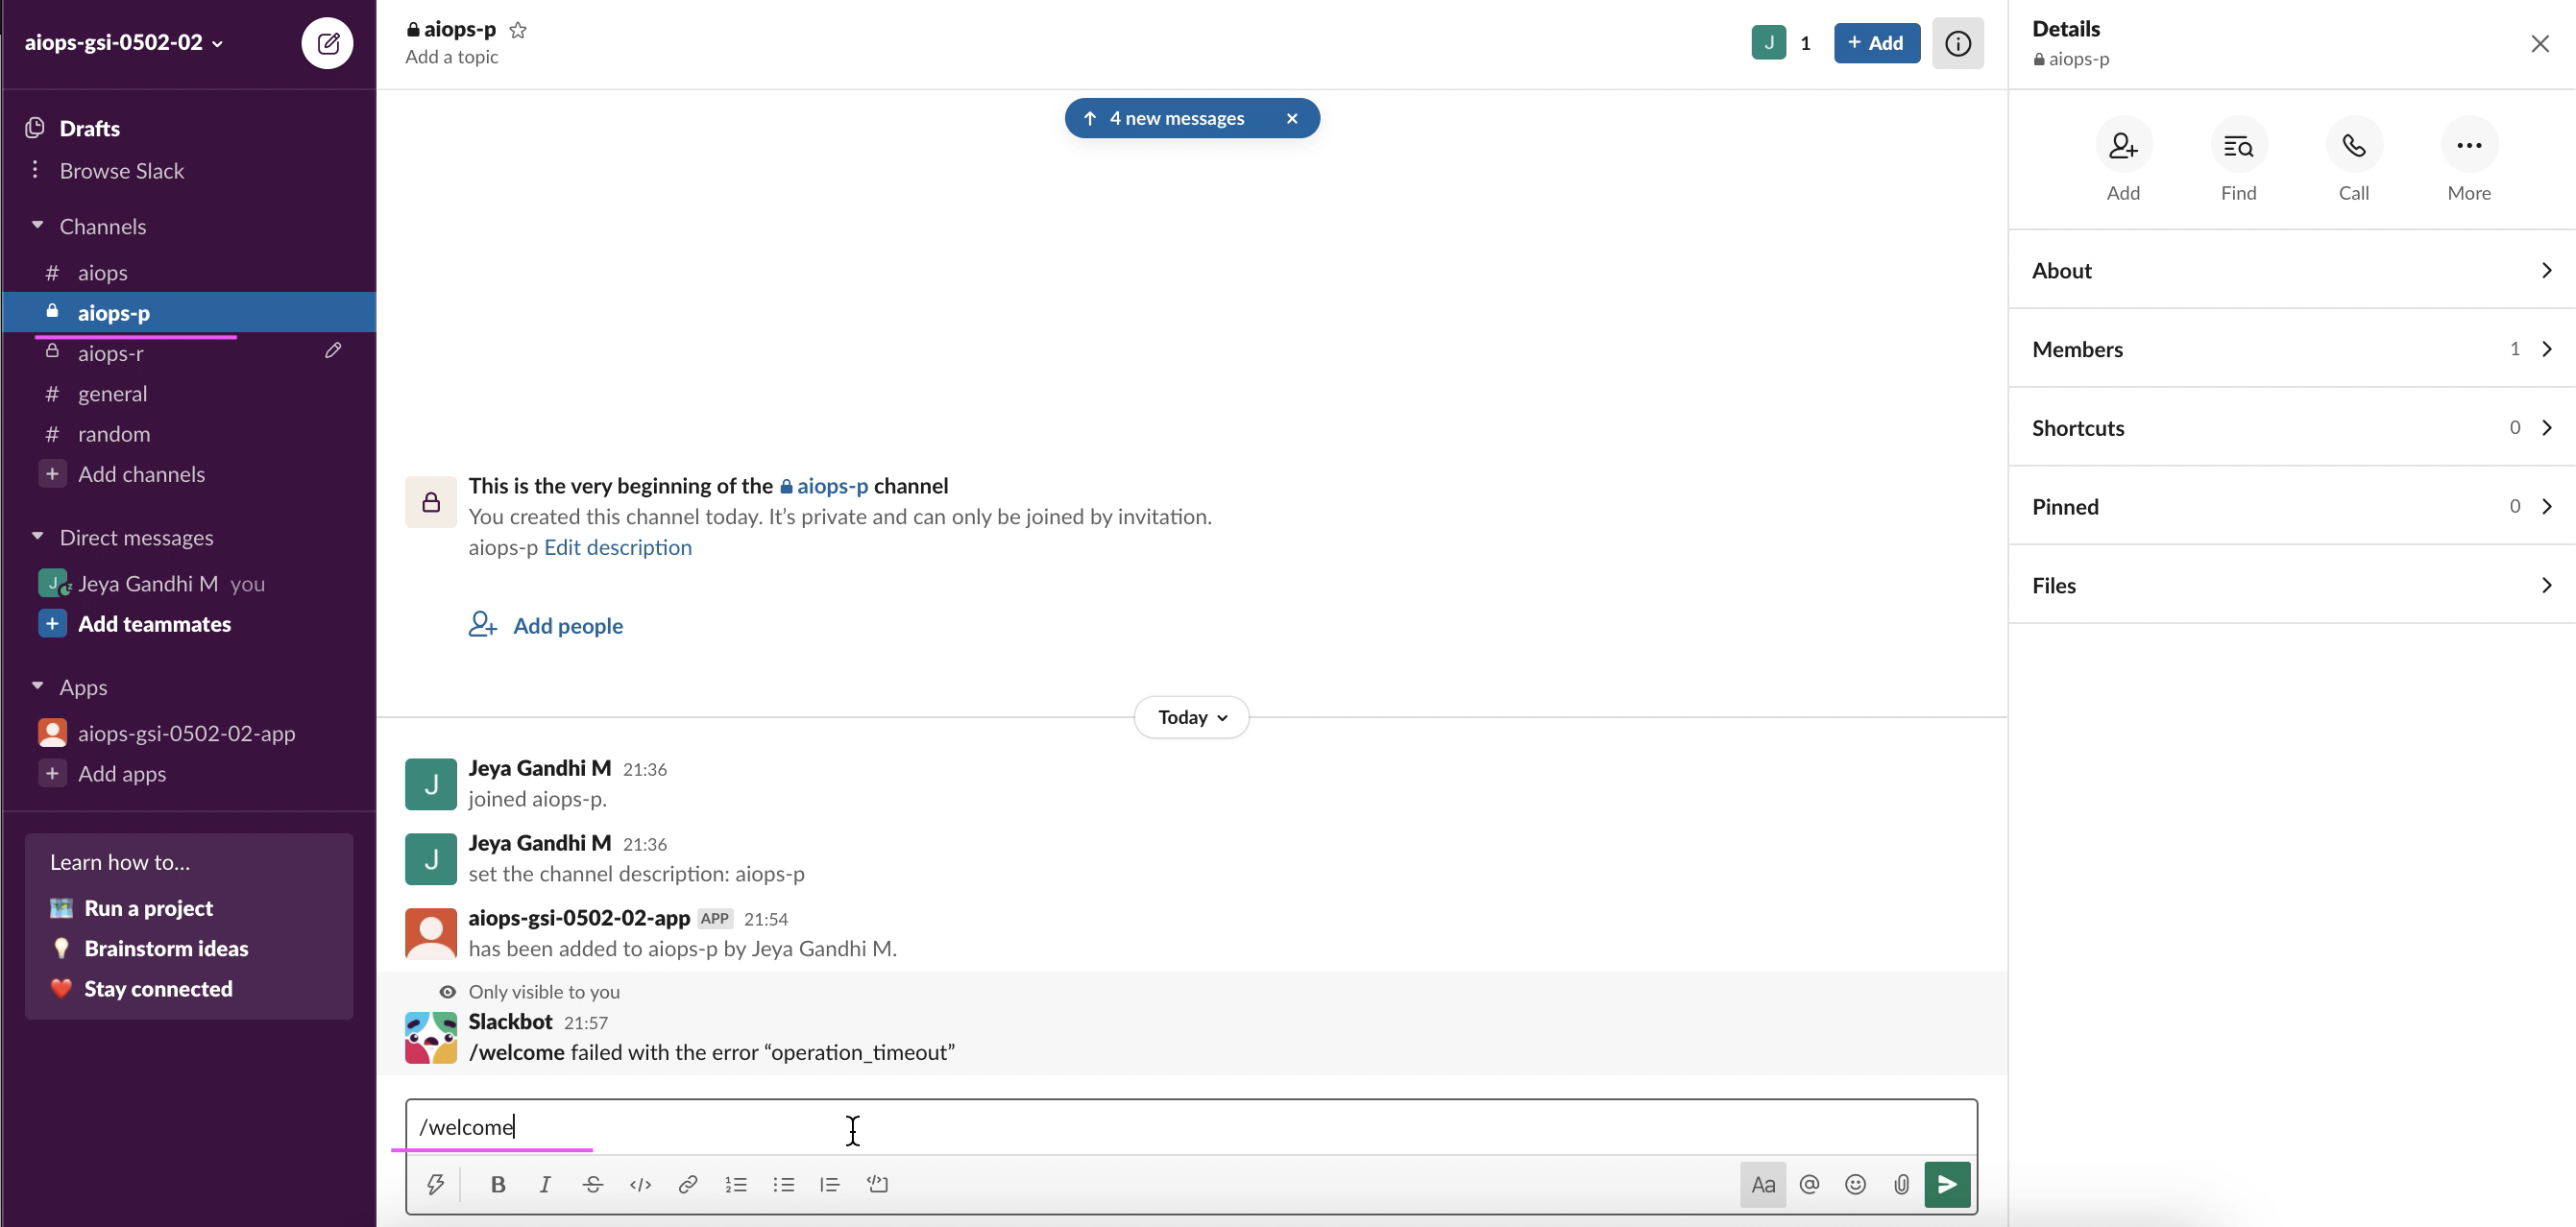 aiops-gsi-0502-02
Drafts
Browse Slack
Channels
# aiops
aiops-p
aiops-r
# general
# random
+ Add channels
Direct messages
J Jeya Gandhi M you
+ Add teammates
Apps
aiops-gsi-0502-02-app
+ Add apps
Learn how to...
Run a project
Brainstorm ideas
Stay connected
aiops-p
Add a topic
J 1
+ Add
4 new messages
This is the very beginning of the aiops-p channel
You created this channel today. It’s private and can only be joined by invitation.
aiops-p Edit description
Add people
Today
J
Jeya Gandhi M 21:36
joined aiops-p.
J
Jeya Gandhi M 21:36
set the channel description: aiops-p
aiops-gsi-0502-02-app APP 21:54
has been added to aiops-p by Jeya Gandhi M.
Only visible to you
Slackbot 21:57
/welcome failed with the error “operation_timeout”
/welcome
B I S </> Aa @
Details
aiops-p
Add Find Call More
About
Members 1
Shortcuts 0
Pinned 0
Files